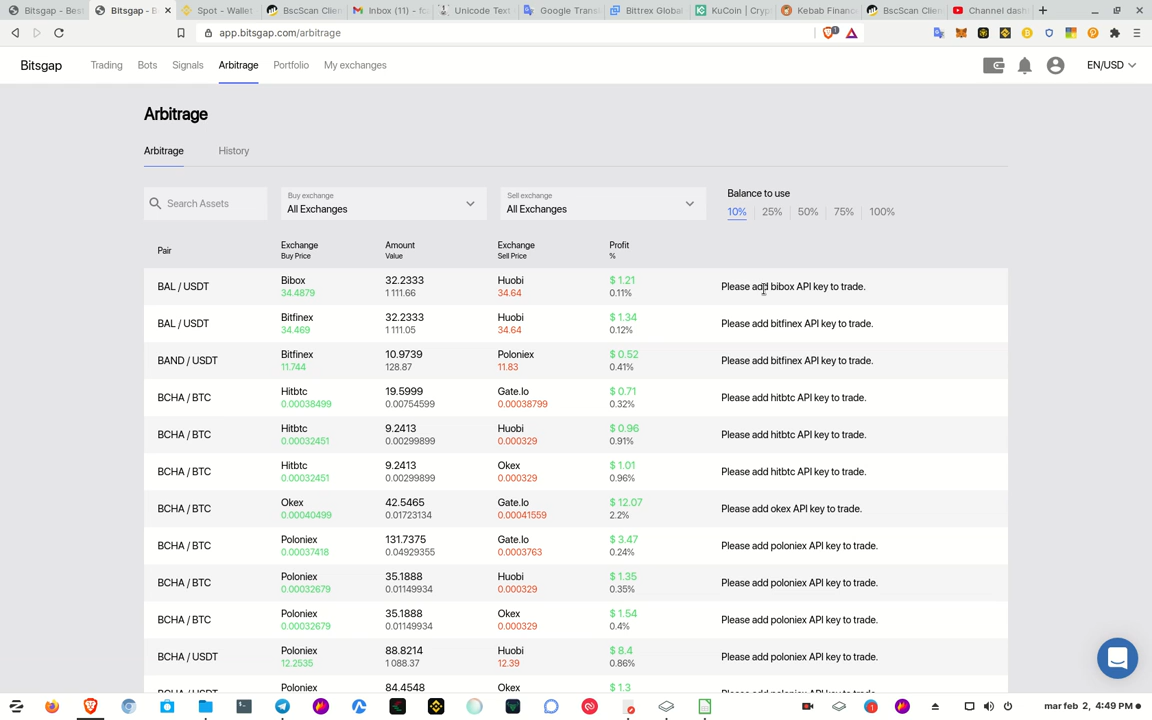 Bitsgap - Bes
Bitsgap - B
Spot - Wallet
BscScan Clien
Inbox (11) - fc
Unicode Text
Google Trans
Bittrex Global
KuCoin | Cryp
Kebab Financ
BscScan Clien
Channel dash
app.bitsgap.com/arbitrage
Bitsgap
Trading
Bots
Signals
Arbitrage
Portfolio
My exchanges
EN/USD
Arbitrage
Arbitrage
History
Search Assets
Buy exchange
All Exchanges
Sell exchange
All Exchanges
Balance to use
10% 25% 50% 75% 100%
Pair
Exchange
Buy Price
Amount
Value
Exchange
Sell Price
Profit
%
BAL / USDT
Bibox
34.4879
32.2333
1 111.66
Huobi
34.64
$ 1.21
0.11%
Please add bibox API key to trade.
BAL / USDT
Bitfinex
34.469
32.2333
1 111.05
Huobi
34.64
$ 1.34
0.12%
Please add bitfinex API key to trade.
BAND / USDT
Bitfinex
11.744
10.9739
128.87
Poloniex
11.83
$ 0.52
0.41%
Please add bitfinex API key to trade.
BCHA / BTC
Hitbtc
0.00038499
19.5999
0.00754599
Gate.Io
0.00038799
$ 0.71
0.32%
Please add hitbtc API key to trade.
BCHA / BTC
Hitbtc
0.00032451
9.2413
0.00299899
Huobi
0.000329
$ 0.96
0.91%
Please add hitbtc API key to trade.
BCHA / BTC
Hitbtc
0.00032451
9.2413
0.00299899
Okex
0.000329
$ 1.01
0.96%
Please add hitbtc API key to trade.
BCHA / BTC
Okex
0.00040499
42.5465
0.01723134
Gate.Io
0.00041559
$ 12.07
2.2%
Please add okex API key to trade.
BCHA / BTC
Poloniex
0.00037418
131.7375
0.04929355
Gate.Io
0.0003763
$ 3.47
0.24%
Please add poloniex API key to trade.
BCHA / BTC
Poloniex
0.00032679
35.1888
0.01149934
Huobi
0.000329
$ 1.35
0.35%
Please add poloniex API key to trade.
BCHA / BTC
Poloniex
0.00032679
35.1888
0.01149934
Okex
0.000329
$ 1.54
0.4%
Please add poloniex API key to trade.
BCHA / USDT
Poloniex
12.2535
88.8214
1 088.37
Huobi
12.39
$ 8.4
0.86%
Please add poloniex API key to trade.
BCHA / USDT
Poloniex
84.4548
Okex
$ 1.3
Please add poloniex API key to trade.
mar feb 2, 4:49 PM